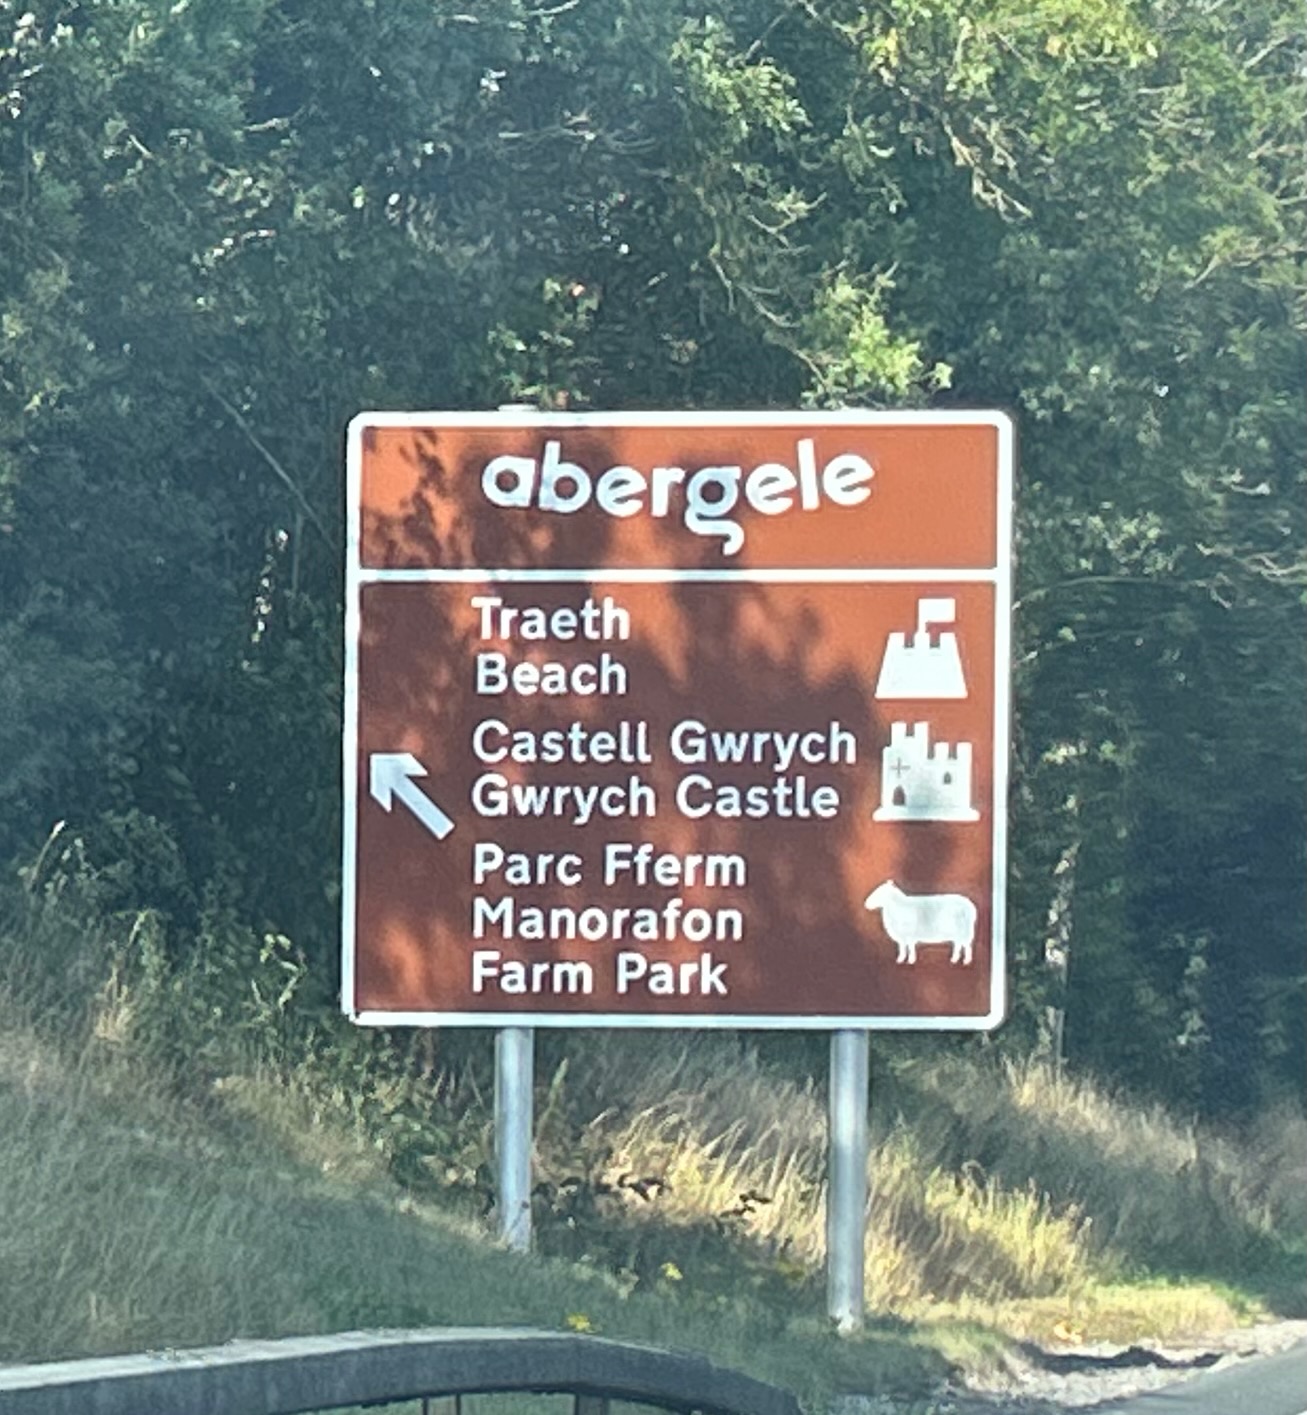 abergele
Traeth
Beach
Castell Gwrych
Gwrych Castle
Parc Fferm
Manorafon
Farm Park